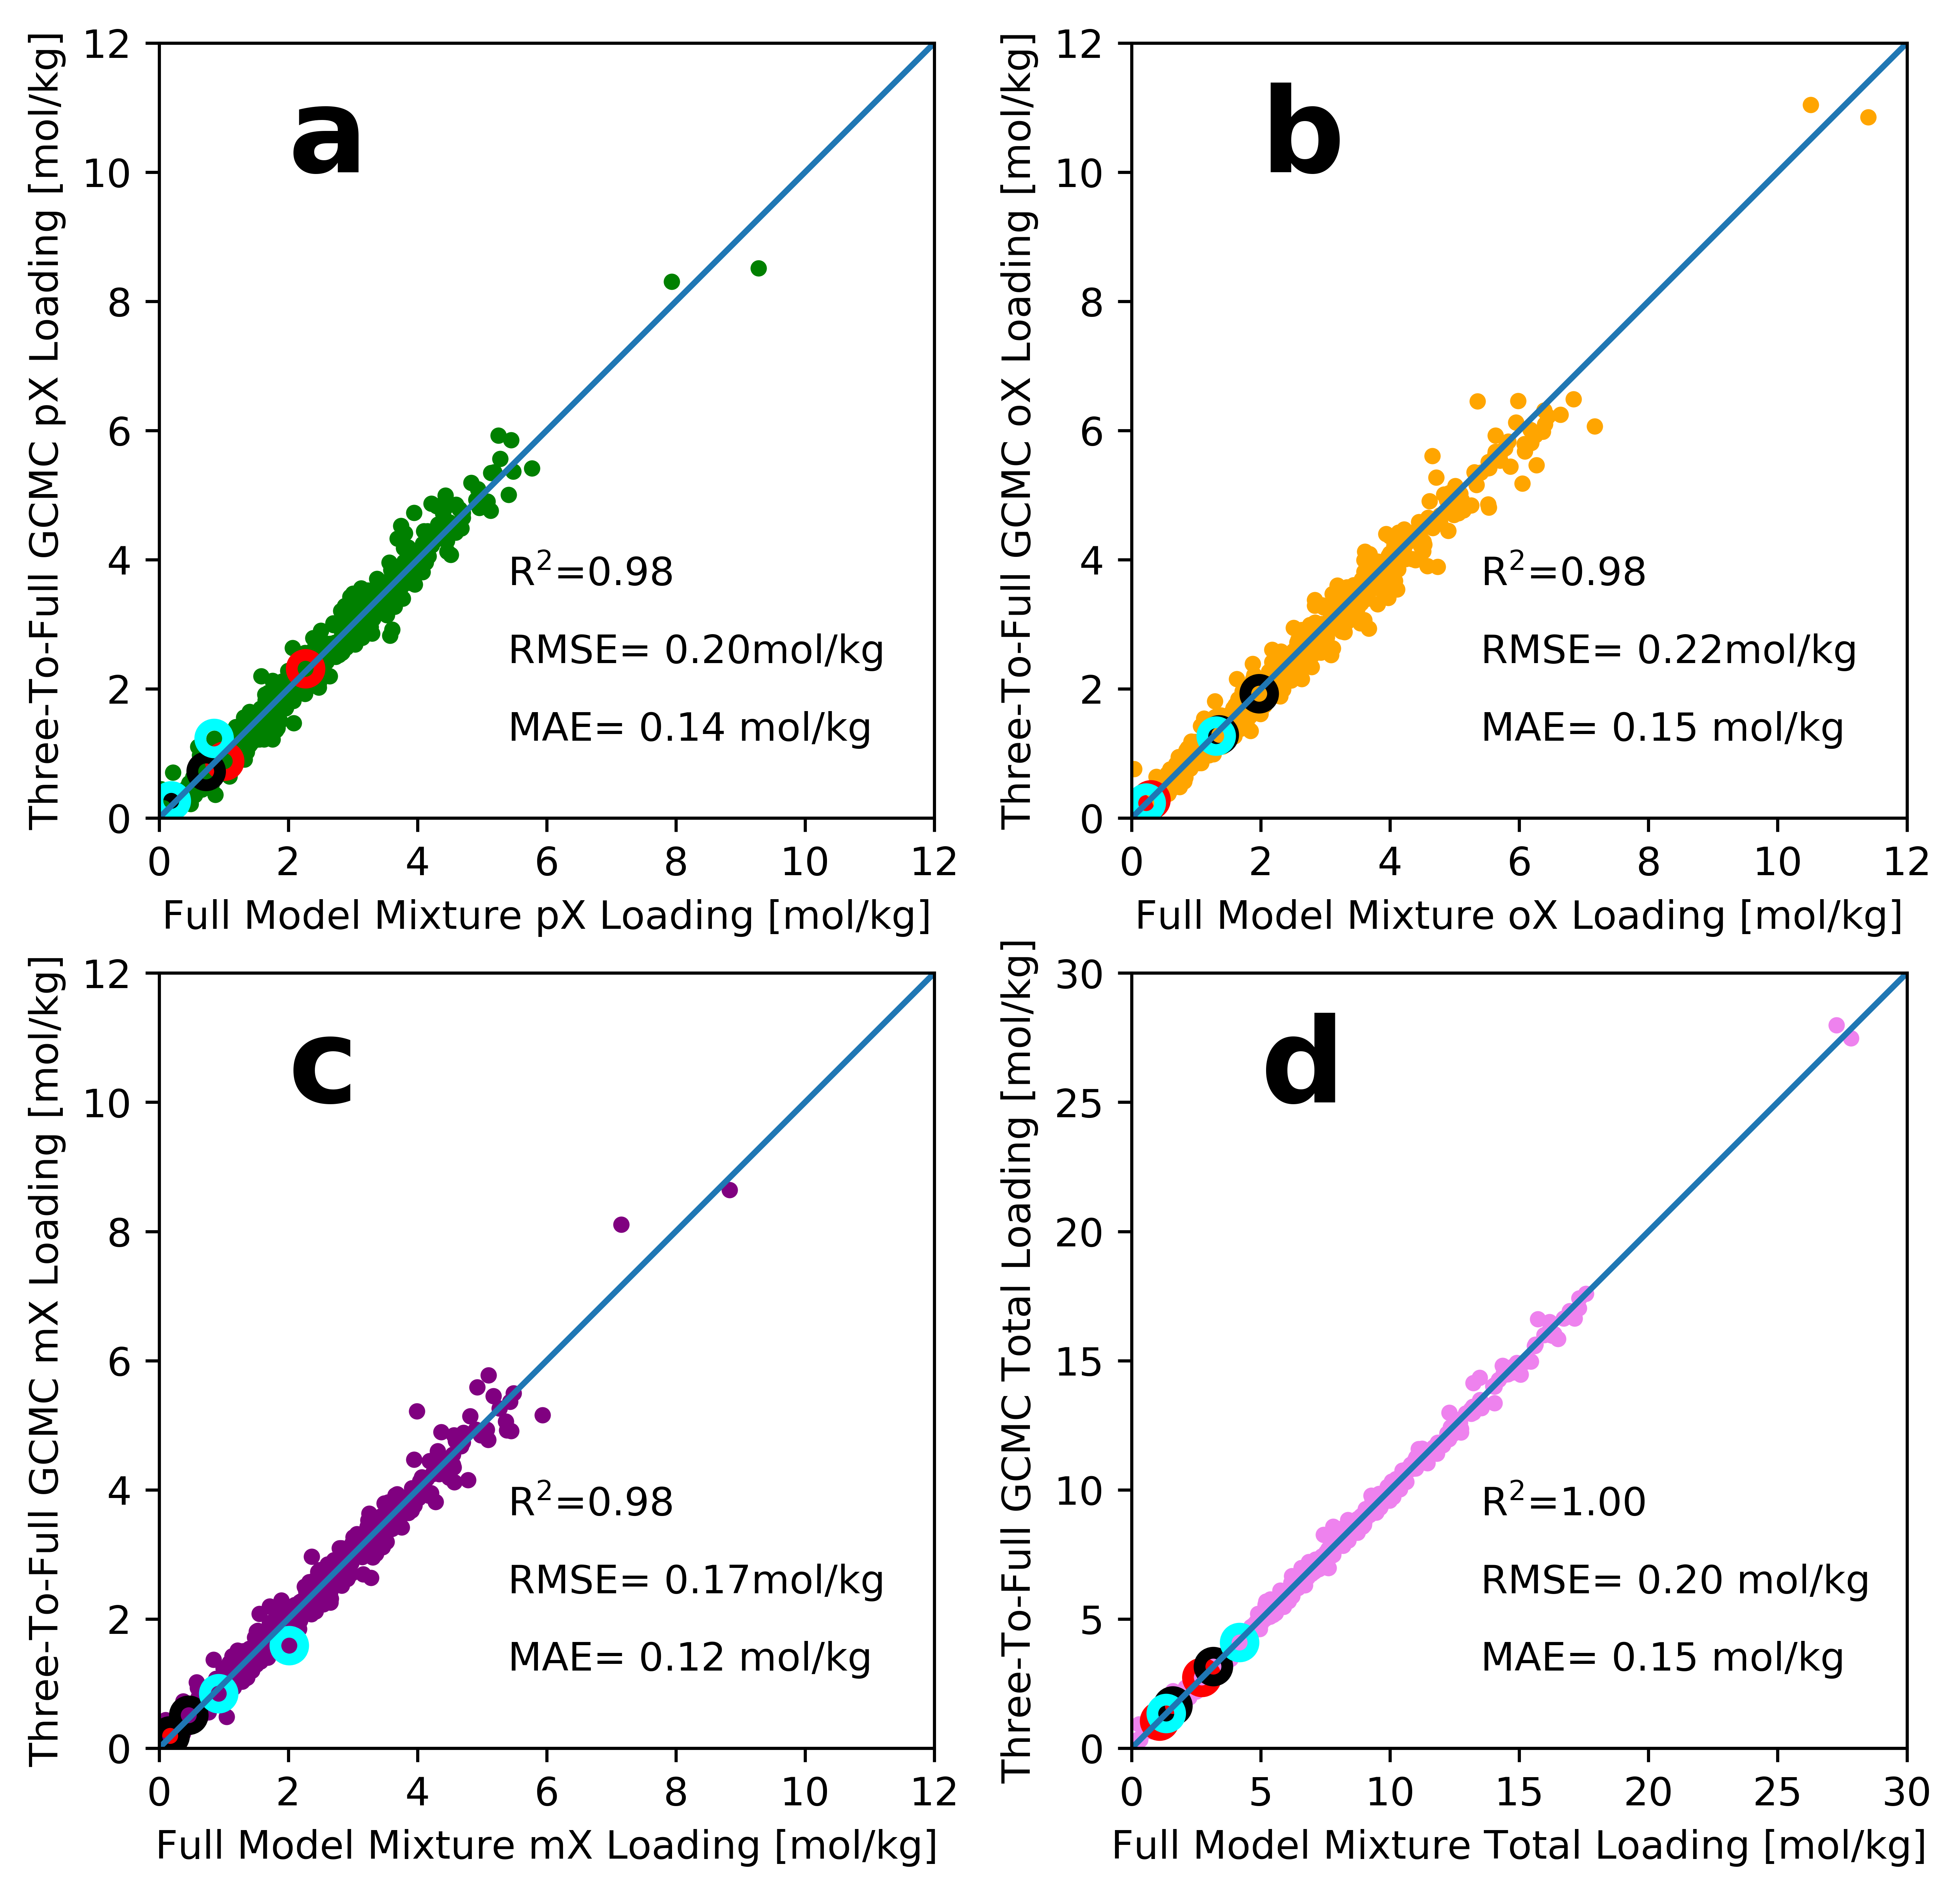 Three-To-Full GCMC pX Loading [mol/kg]
12
10
8
6
4
2
0
a
R²=0.98
RMSE= 0.20mol/kg
MAE= 0.14 mol/kg
0 2 4 6 8 10 12
Full Model Mixture pX Loading [mol/kg]
Three-To-Full GCMC oX Loading [mol/kg]
12
10
8
6
4
2
0
b
R²=0.98
RMSE= 0.22mol/kg
MAE= 0.15 mol/kg
0 2 4 6 8 10 12
Full Model Mixture oX Loading [mol/kg]
Three-To-Full GCMC mX Loading [mol/kg]
12
10
8
6
4
2
0
c
R²=0.98
RMSE= 0.17mol/kg
MAE= 0.12 mol/kg
0 2 4 6 8 10 12
Full Model Mixture mX Loading [mol/kg]
Three-To-Full GCMC Total Loading [mol/kg]
30
25
20
15
10
5
0
d
R²=1.00
RMSE= 0.20 mol/kg
MAE= 0.15 mol/kg
0 5 10 15 20 25 30
Full Model Mixture Total Loading [mol/kg]